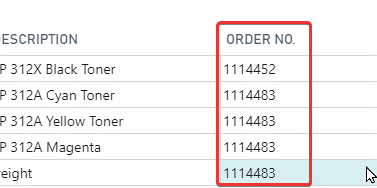 ESCRIPTION ORDER NO.
P 312X Black Toner 1114452
P 312A Cyan Toner 1114483
P 312A Yellow Toner 1114483
P 312A Magenta 1114483
reight 1114483